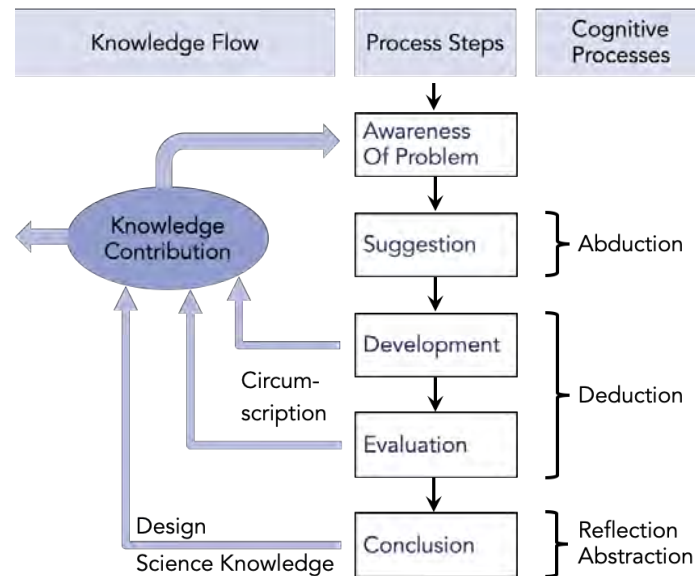 Knowledge Flow
Process Steps
Cognitive
Processes
Awareness
Of Problem
Knowledge
Contribution
Suggestion
Abduction
Development
Circum-
scription
Deduction
Evaluation
Design
Science Knowledge
Conclusion
Reflection
Abstraction